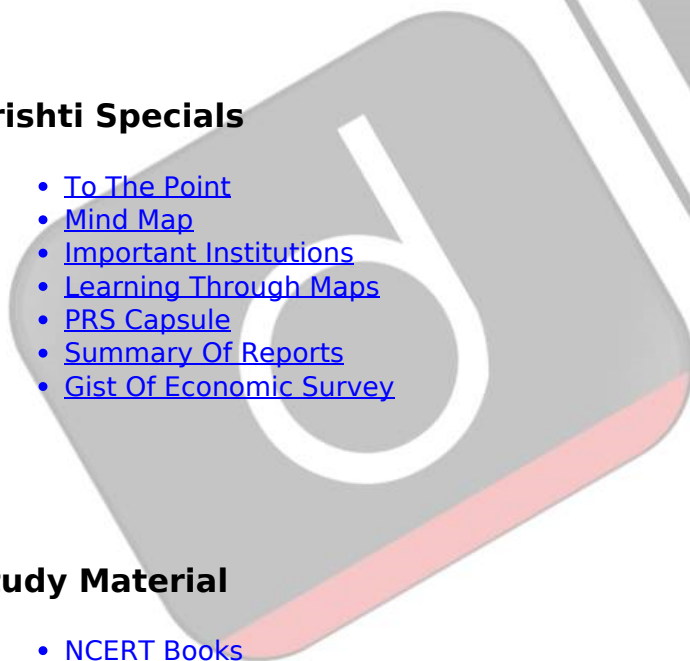 rishti Specials
To The Point
Mind Map
Important Institutions
Learning Through Maps
PRS Capsule
Summary Of Reports
Gist Of Economic Survey
udy Material
NCERT Books